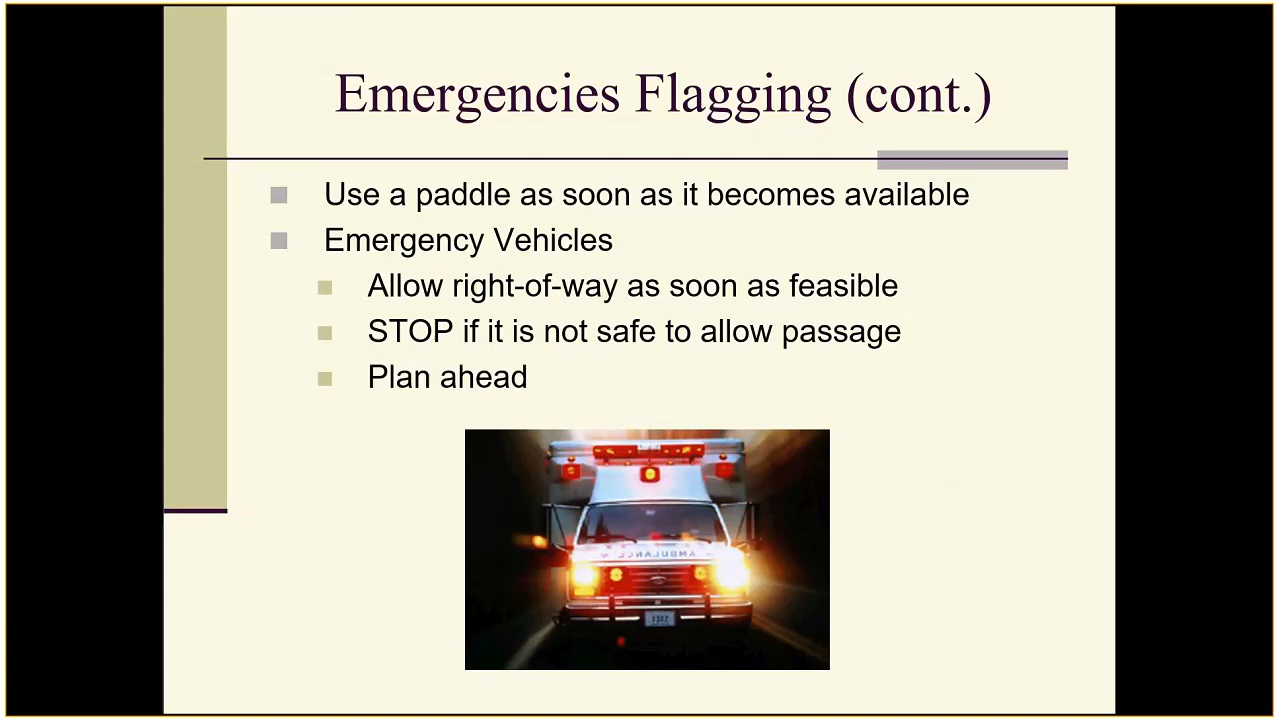 Emergencies Flagging (cont.)
Use a paddle as soon as it becomes available
Emergency Vehicles
Allow right-of-way as soon as feasible
STOP if it is not safe to allow passage
Plan ahead
AMBULANCE